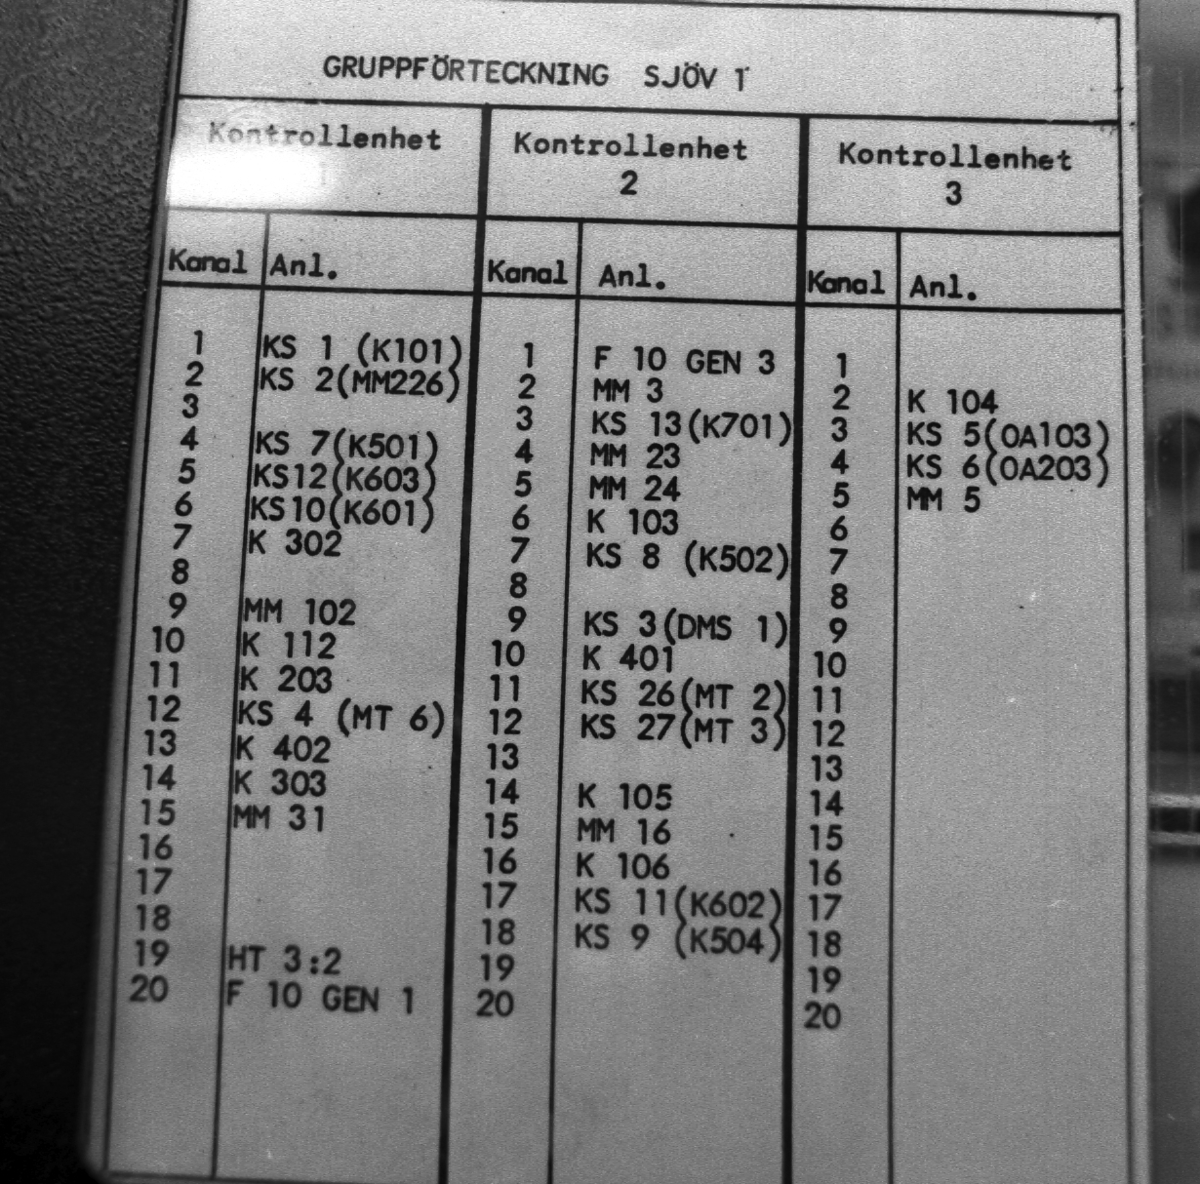 GRUPPFÖRTECKNING SJÖV 1
Kontrollenhet
Kanal Anl.
1 KS 1 (K101)
2 KS 2(MM226)
3
4 KS 7(K501)
5 KS12(K603)
6 KS10(K601)
7 K 302
8
9 MM 102
10 K 112
11 K 203
12 KS 4 (MT 6)
13 K 402
14 K 303
15 MM 31
16
17
18
19 HT 3:2
20 F 10 GEN 1
Kontrollenhet
2
Kanal Anl.
1 F 10 GEN 3
2 MM 3
3 KS 13(K701)
4 MM 23
5 MM 24
6 K 103
7 KS 8 (K502)
8
9 KS 3(DMS 1)
10 K 401
11 KS 26(MT 2)
12 KS 27(MT 3)
13
14 K 105
15 MM 16
16 K 106
17 KS 11(K602)
18 KS 9 (K504)
19
20
Kontrollenhet
3
Kanal Anl.
1
2 K 104
3 KS 5(OA103)
4 KS 6(OA203)
5 MM 5
6
7
8
9
10
11
12
13
14
15
16
17
18
19
20